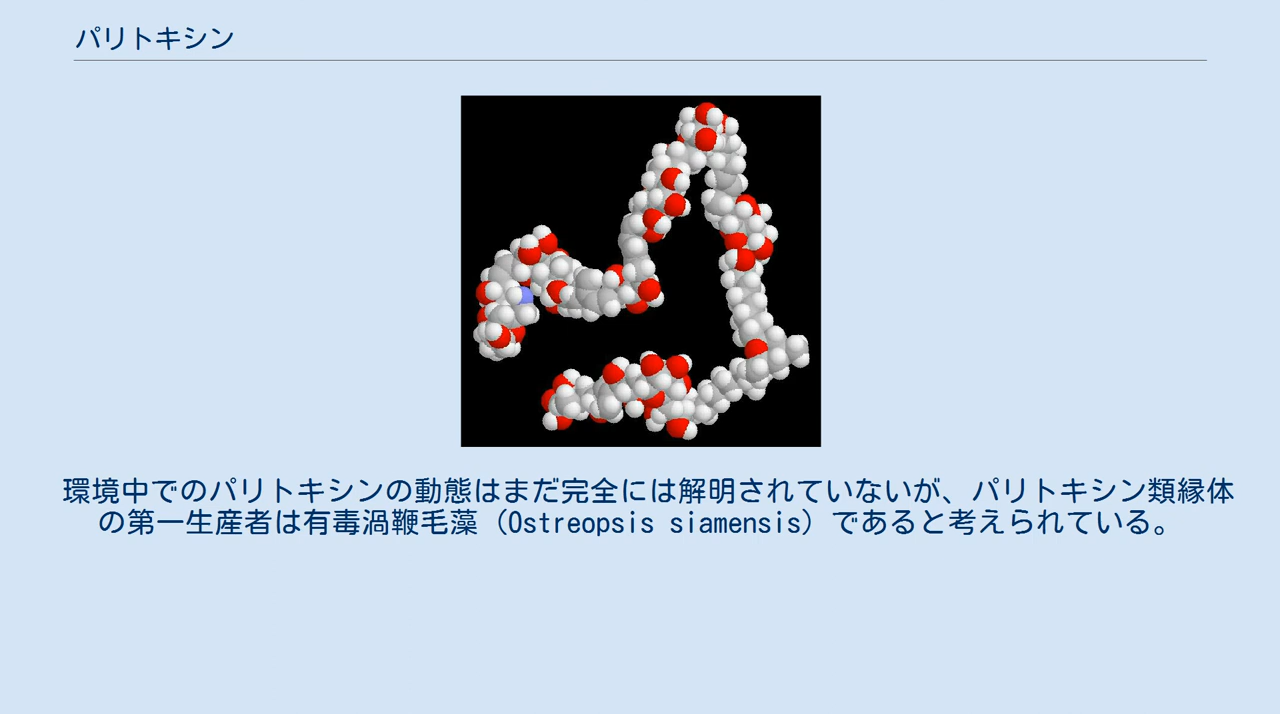 パリトキシン
環境中でのパリトキシンの動態はまだ完全には解明されていないが、パリトキシン類縁体
の第一生産者は有毒渦鞭毛藻（Ostreopsis siamensis）であると考えられている。